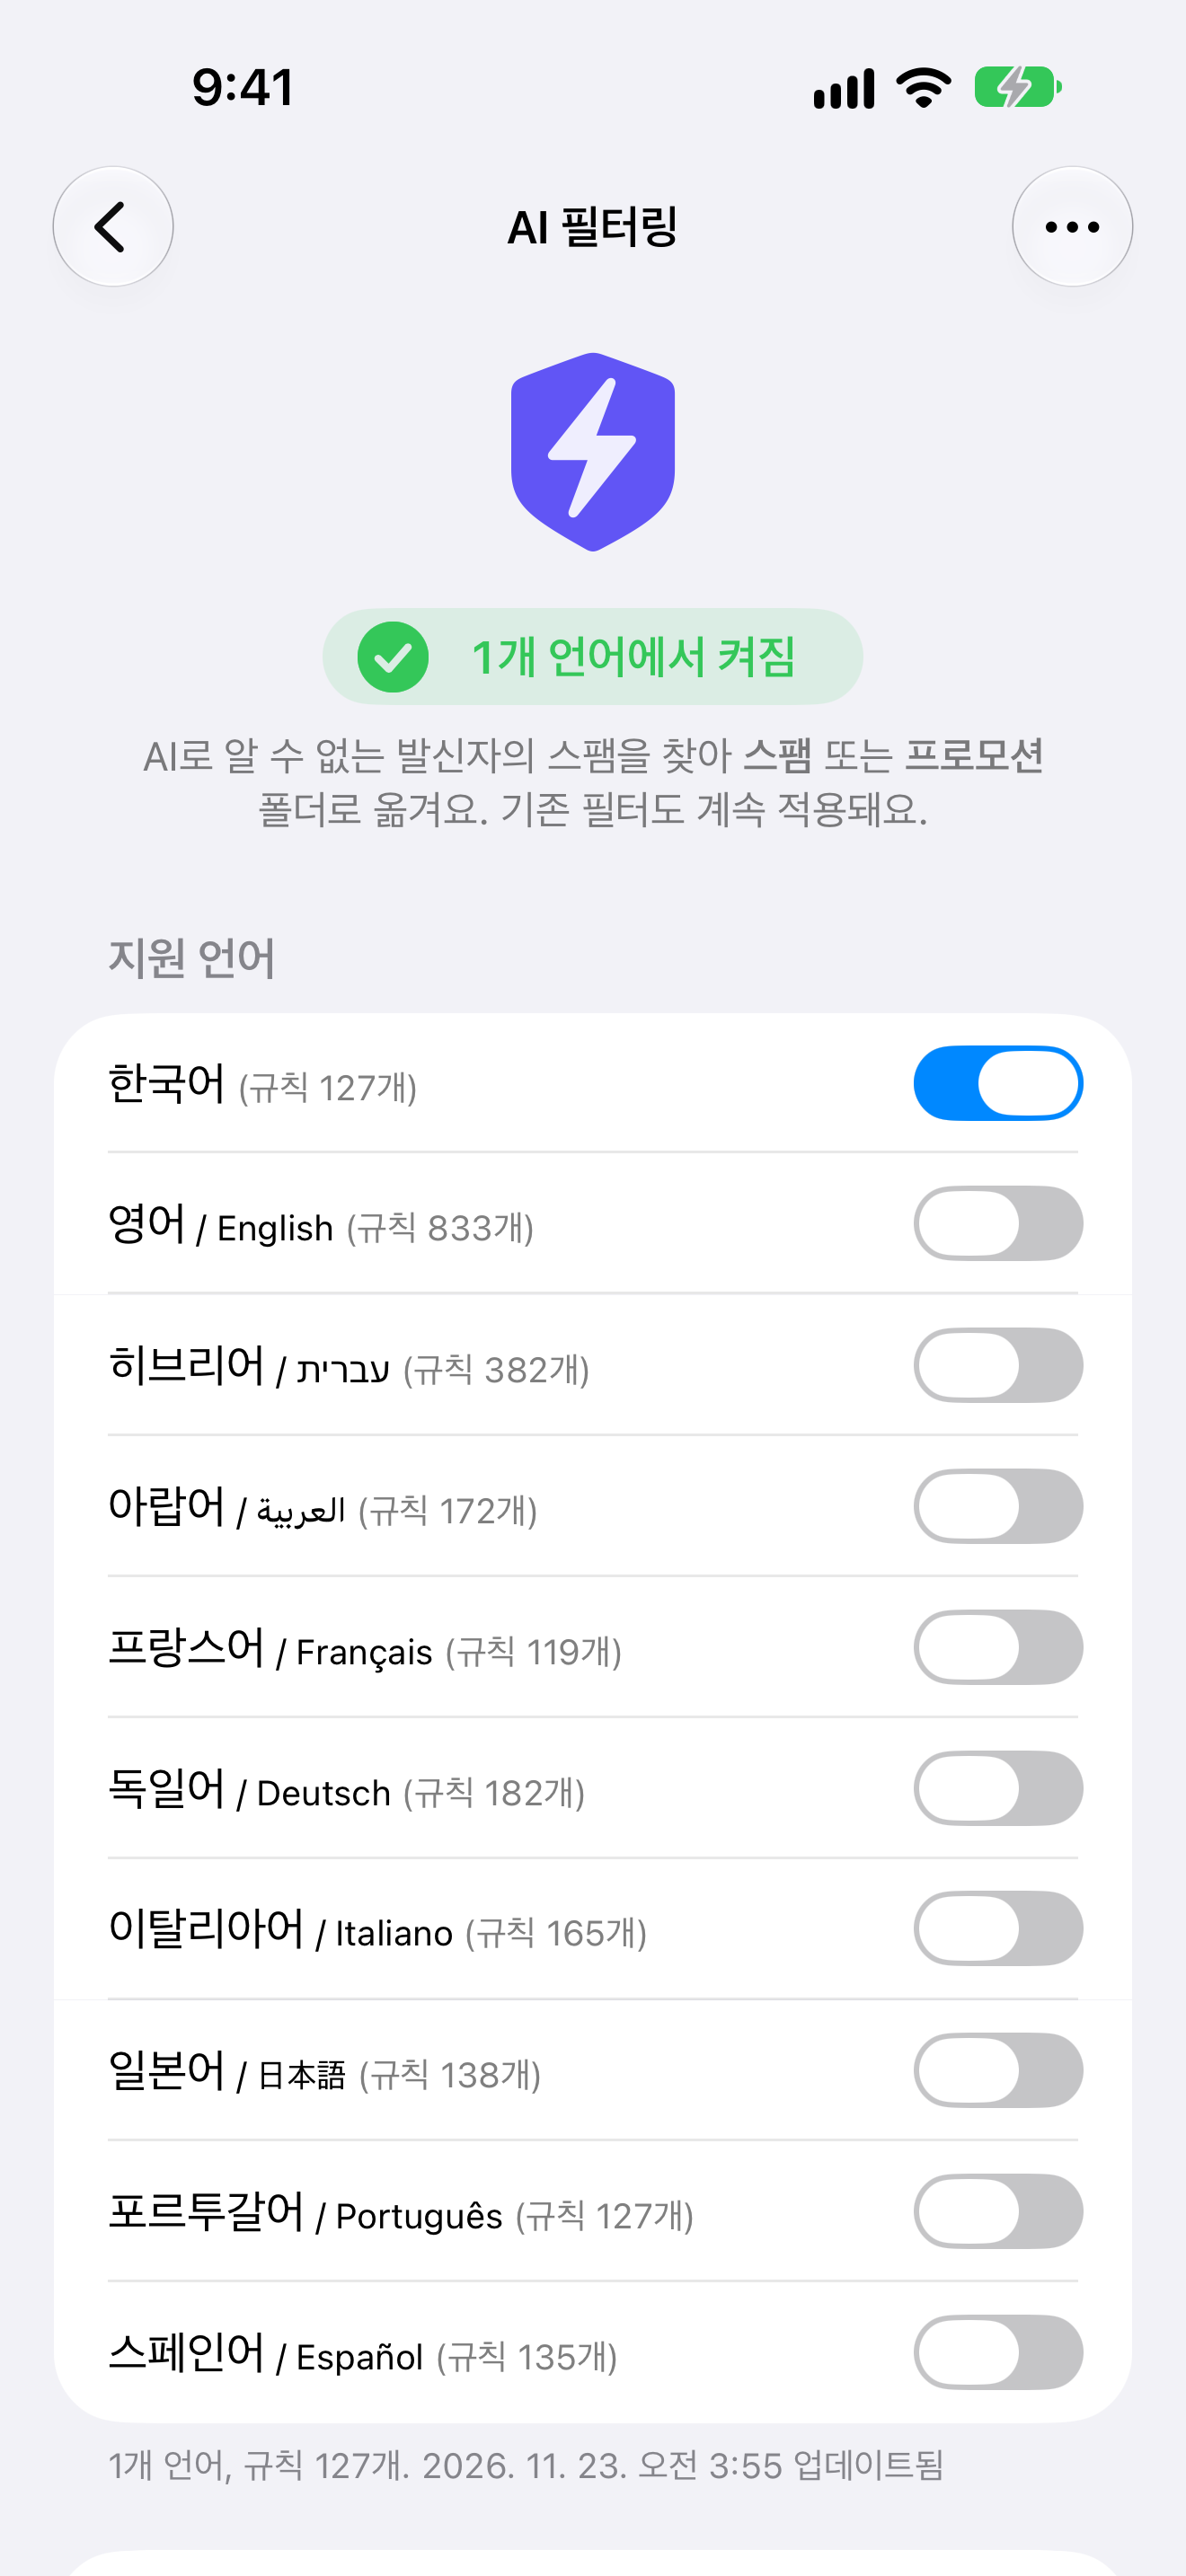 9:41
AI 필터링
1개 언어에서 켜짐
AI로 알 수 없는 발신자의 스팸을 찾아 스팸 또는 프로모션
폴더로 옮겨요. 기존 필터도 계속 적용돼요.
지원 언어
한국어 (규칙 127개)
영어 / English (규칙 833개)
히브리어 / עברית (규칙 382개)
아랍어 / العربية (규칙 172개)
프랑스어 / Français (규칙 119개)
독일어 / Deutsch (규칙 182개)
이탈리아어 / Italiano (규칙 165개)
일본어 / 日本語 (규칙 138개)
포르투갈어 / Português (규칙 127개)
스페인어 / Español (규칙 135개)
1개 언어, 규칙 127개. 2026. 11. 23. 오전 3:55 업데이트됨